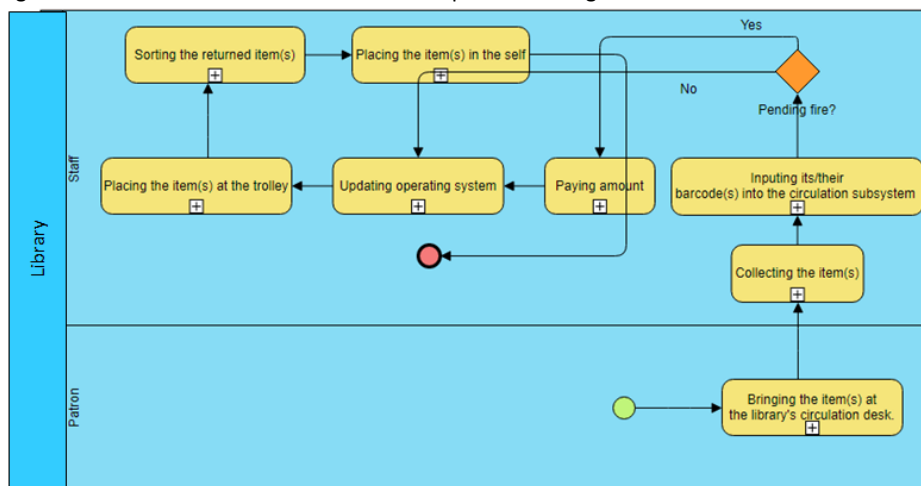 Library
Staff
Sorting the returned item(s)
Placing the item(s) in the self
Yes
No
Pending fire?
Placing the item(s) at the trolley
Updating operating system
Paying amount
Inputing its/their
barcode(s) into the circulation subsystem
Collecting the item(s)
Patron
Bringing the item(s) at
the library's circulation desk.